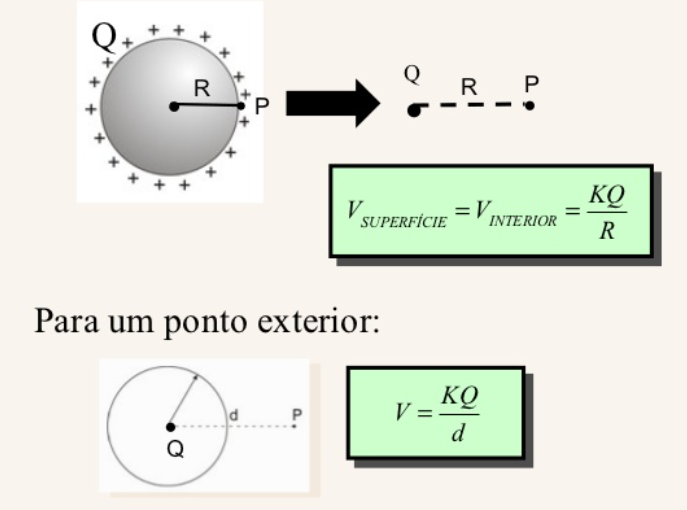 Q
R
P
Q
R
P
V_SUPERFÍCIE = V_INTERIOR = KQ/R
Para um ponto exterior:
d
P
Q
V = KQ/d